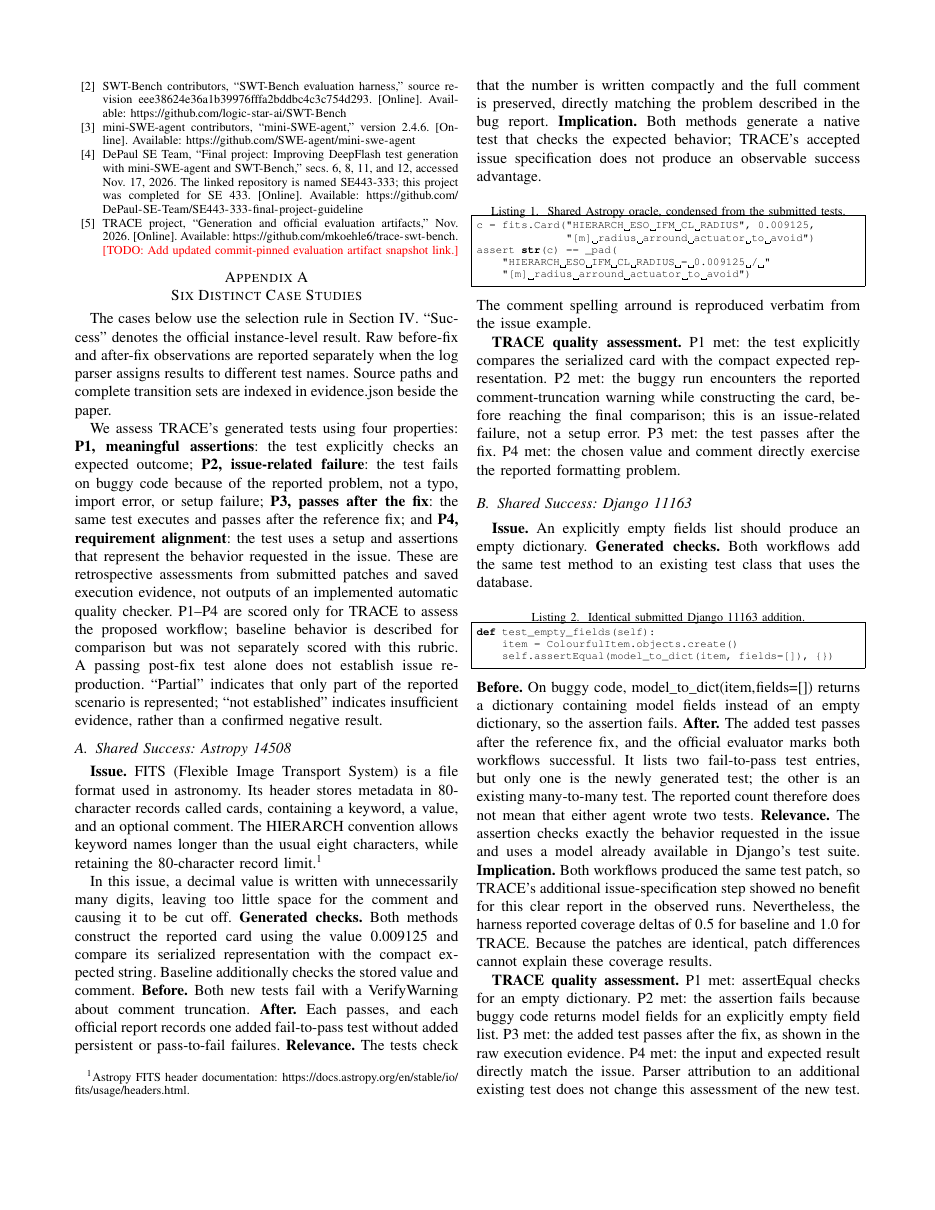 [2] SWT-Bench contributors, “SWT-Bench evaluation harness,” source re-
vision eee38624e36a1b39976fffa2bddbc4c3c754d293. [Online]. Avail-
able: https://github.com/logic-star-ai/SWT-Bench
[3] mini-SWE-agent contributors, “mini-SWE-agent,” version 2.4.6. [On-
line]. Available: https://github.com/SWE-agent/mini-swe-agent
[4] DePaul SE Team, “Final project: Improving DeepFlash test generation
with mini-SWE-agent and SWT-Bench,” secs. 6, 8, 11, and 12, accessed
Nov. 17, 2026. The linked repository is named SE443-333; this project
was completed for SE 433. [Online]. Available: https://github.com/
DePaul-SE-Team/SE443-333-final-project-guideline
[5] TRACE project, “Generation and official evaluation artifacts,” Nov.
2026. [Online]. Available: https://github.com/mkoehle6/trace-swt-bench.
[TODO: Add updated commit-pinned evaluation artifact snapshot link.]
APPENDIX A
SIX DISTINCT CASE STUDIES
The cases below use the selection rule in Section IV. “Suc-
cess” denotes the official instance-level result. Raw before-fix
and after-fix observations are reported separately when the log
parser assigns results to different test names. Source paths and
complete transition sets are indexed in evidence.json beside the
paper.
We assess TRACE’s generated tests using four properties:
P1, meaningful assertions: the test explicitly checks an
expected outcome; P2, issue-related failure: the test fails
on buggy code because of the reported problem, not a typo,
import error, or setup failure; P3, passes after the fix: the
same test executes and passes after the reference fix; and P4,
requirement alignment: the test uses a setup and assertions
that represent the behavior requested in the issue. These are
retrospective assessments from submitted patches and saved
execution evidence, not outputs of an implemented automatic
quality checker. P1–P4 are scored only for TRACE to assess
the proposed workflow; baseline behavior is described for
comparison but was not separately scored with this rubric.
A passing post-fix test alone does not establish issue re-
production. “Partial” indicates that only part of the reported
scenario is represented; “not established” indicates insufficient
evidence, rather than a confirmed negative result.
A. Shared Success: Astropy 14508
Issue. FITS (Flexible Image Transport System) is a file
format used in astronomy. Its header stores metadata in 80-
character records called cards, containing a keyword, a value,
and an optional comment. The HIERARCH convention allows
keyword names longer than the usual eight characters, while
retaining the 80-character record limit.1
In this issue, a decimal value is written with unnecessarily
many digits, leaving too little space for the comment and
causing it to be cut off. Generated checks. Both methods
construct the reported card using the value 0.009125 and
compare its serialized representation with the compact ex-
pected string. Baseline additionally checks the stored value and
comment. Before. Both new tests fail with a VerifyWarning
about comment truncation. After. Each passes, and each
official report records one added fail-to-pass test without added
persistent or pass-to-fail failures. Relevance. The tests check
1Astropy FITS header documentation: https://docs.astropy.org/en/stable/io/
fits/usage/headers.html.
that the number is written compactly and the full comment
is preserved, directly matching the problem described in the
bug report. Implication. Both methods generate a native
test that checks the expected behavior; TRACE’s accepted
issue specification does not produce an observable success
advantage.
Listing 1. Shared Astropy oracle, condensed from the submitted tests.
c = fits.Card("HIERARCH␣ESO␣IFM␣CL␣RADIUS", 0.009125,
"[m]␣radius␣arround␣actuator␣to␣avoid")
assert str(c) == _pad(
"HIERARCH␣ESO␣IFM␣CL␣RADIUS␣=␣0.009125␣/␣"
"[m]␣radius␣arround␣actuator␣to␣avoid")
The comment spelling arround is reproduced verbatim from
the issue example.
TRACE quality assessment. P1 met: the test explicitly
compares the serialized card with the compact expected rep-
resentation. P2 met: the buggy run encounters the reported
comment-truncation warning while constructing the card, be-
fore reaching the final comparison; this is an issue-related
failure, not a setup error. P3 met: the test passes after the
fix. P4 met: the chosen value and comment directly exercise
the reported formatting problem.
B. Shared Success: Django 11163
Issue. An explicitly empty fields list should produce an
empty dictionary. Generated checks. Both workflows add
the same test method to an existing test class that uses the
database.
Listing 2. Identical submitted Django 11163 addition.
def test_empty_fields(self):
item = ColourfulItem.objects.create()
self.assertEqual(model_to_dict(item, fields=[]), {})
Before. On buggy code, model_to_dict(item,fields=[]) returns
a dictionary containing model fields instead of an empty
dictionary, so the assertion fails. After. The added test passes
after the reference fix, and the official evaluator marks both
workflows successful. It lists two fail-to-pass test entries,
but only one is the newly generated test; the other is an
existing many-to-many test. The reported count therefore does
not mean that either agent wrote two tests. Relevance. The
assertion checks exactly the behavior requested in the issue
and uses a model already available in Django’s test suite.
Implication. Both workflows produced the same test patch, so
TRACE’s additional issue-specification step showed no benefit
for this clear report in the observed runs. Nevertheless, the
harness reported coverage deltas of 0.5 for baseline and 1.0 for
TRACE. Because the patches are identical, patch differences
cannot explain these coverage results.
TRACE quality assessment. P1 met: assertEqual checks
for an empty dictionary. P2 met: the assertion fails because
buggy code returns model fields for an explicitly empty field
list. P3 met: the added test passes after the fix, as shown in the
raw execution evidence. P4 met: the input and expected result
directly match the issue. Parser attribution to an additional
existing test does not change this assessment of the new test.